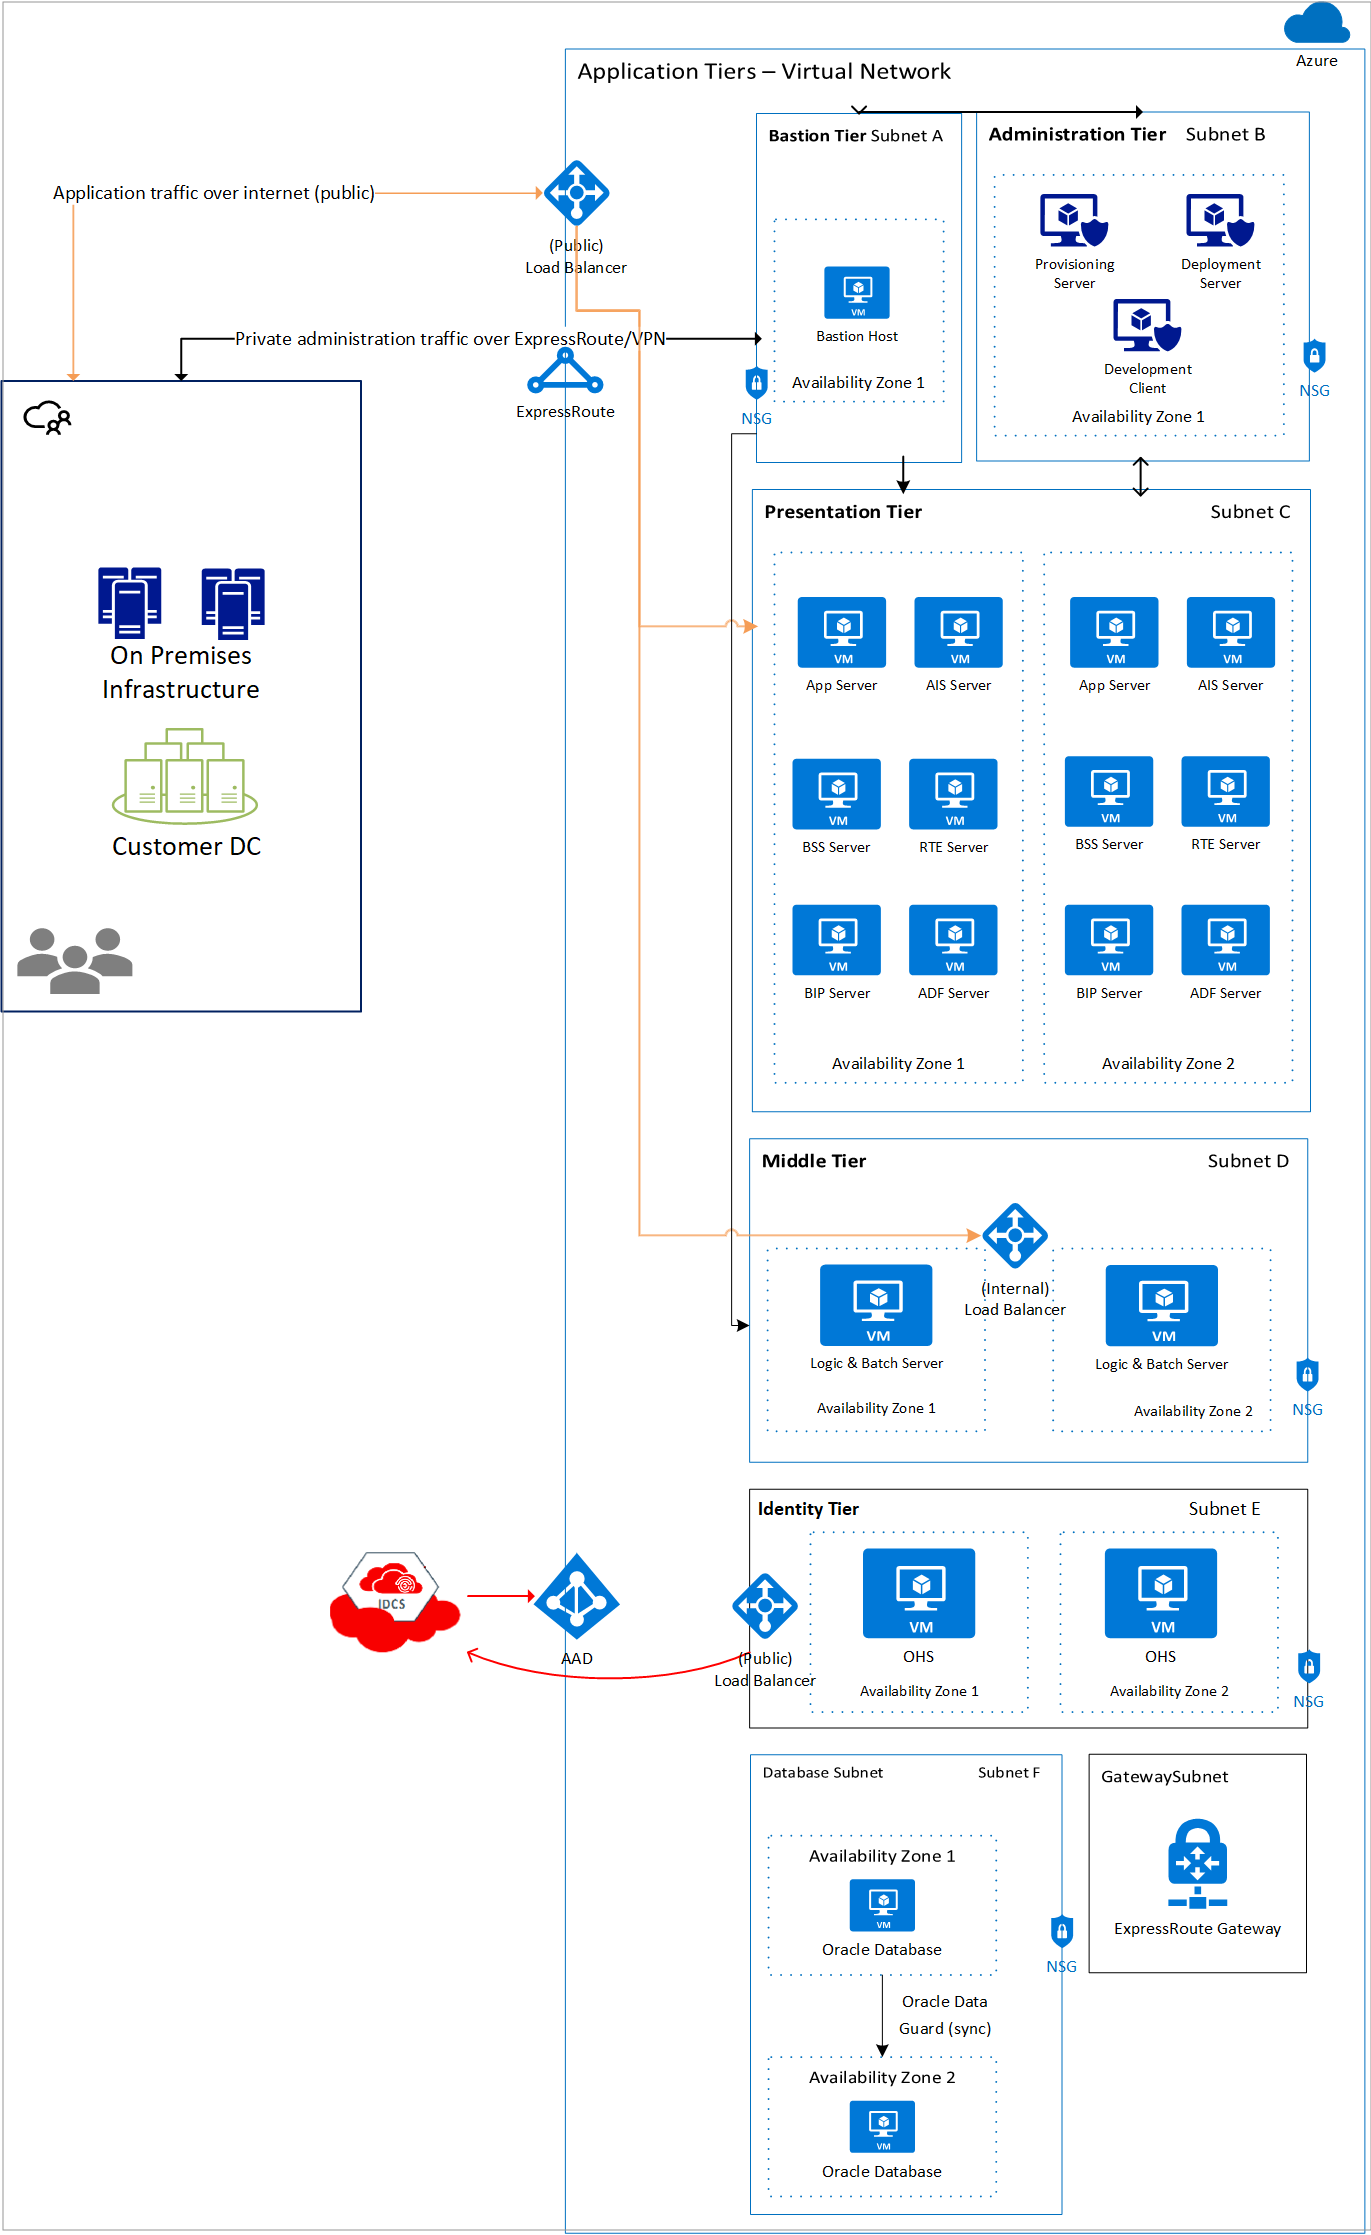 Azure
Application Tiers – Virtual Network
Bastion Tier Subnet A
Administration Tier Subnet B
Application traffic over internet (public)
(Public)
Load Balancer
Provisioning
Server
Deployment
Server
Development
Client
Availability Zone 1
NSG
Bastion Host
Availability Zone 1
NSG
Private administration traffic over ExpressRoute/VPN
ExpressRoute
On Premises
Infrastructure
Customer DC
Presentation Tier
Subnet C
App Server
AIS Server
App Server
AIS Server
BSS Server
RTE Server
BSS Server
RTE Server
BIP Server
ADF Server
BIP Server
ADF Server
VM
VM
VM
VM
VM
VM
VM
VM
VM
VM
VM
VM
VM
Availability Zone 1
Availability Zone 2
Middle Tier
Subnet D
(Internal)
Load Balancer
VM
Logic & Batch Server
Availability Zone 1
VM
Logic & Batch Server
Availability Zone 2
NSG
Identity Tier
Subnet E
IDCS
AAD
(Public)
Load Balancer
VM
OHS
Availability Zone 1
VM
OHS
Availability Zone 2
NSG
Database Subnet
Subnet F
Availability Zone 1
VM
Oracle Database
Oracle Data
Guard (sync)
Availability Zone 2
VM
Oracle Database
NSG
GatewaySubnet
ExpressRoute Gateway